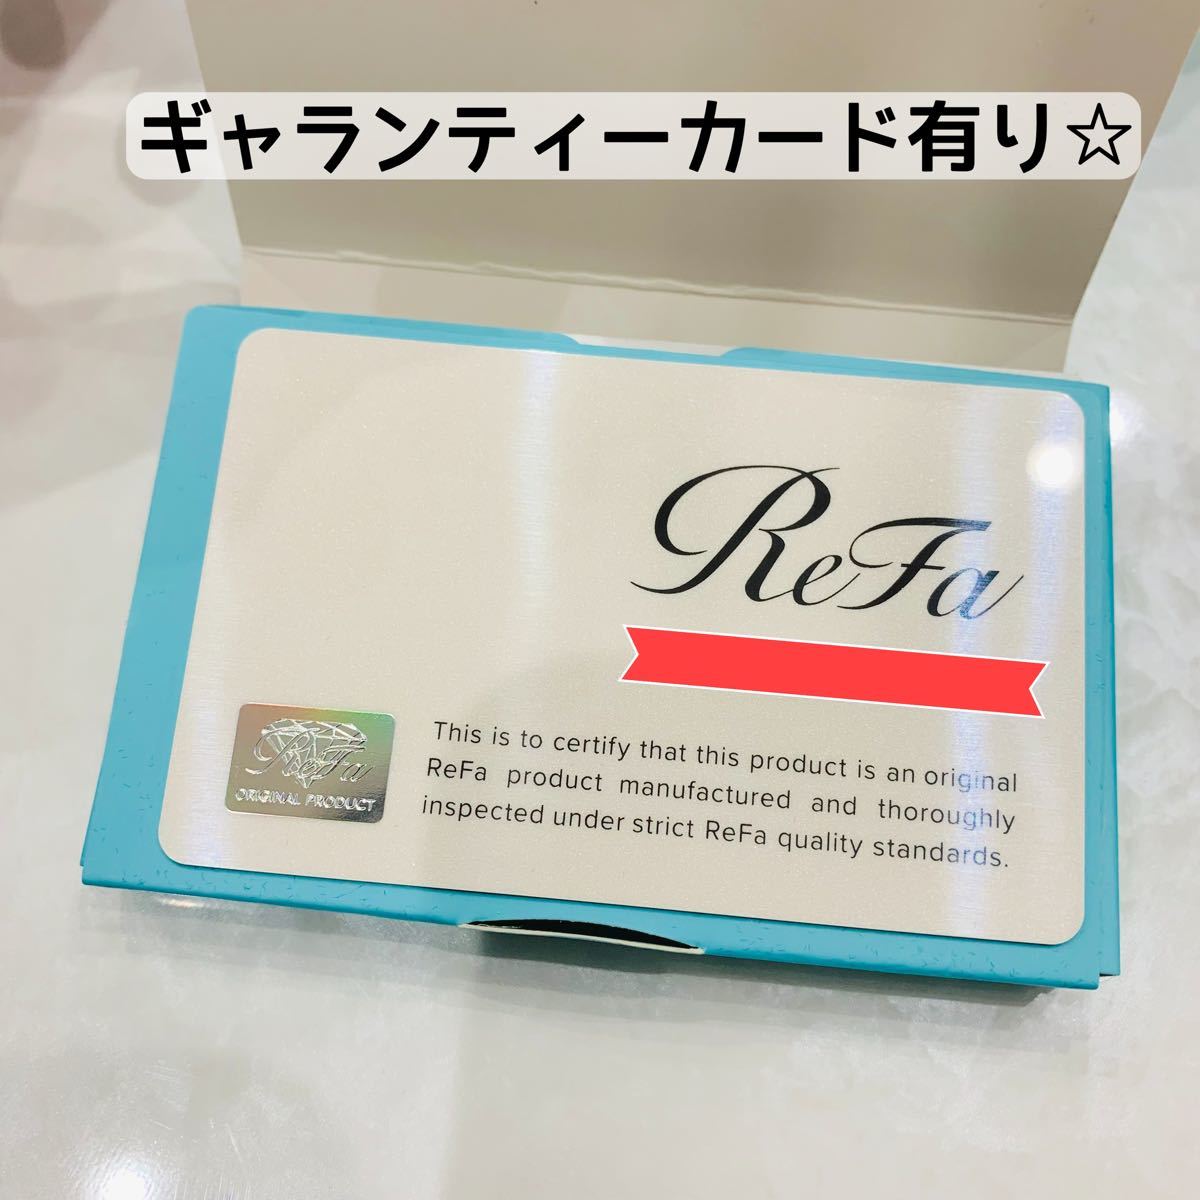 ギャランティーカード有り☆
ReFa
This is to certify that this product is an original
ReFa product manufactured and thoroughly
inspected under strict ReFa quality standards.
ReFa
ORIGINAL PRODUCT